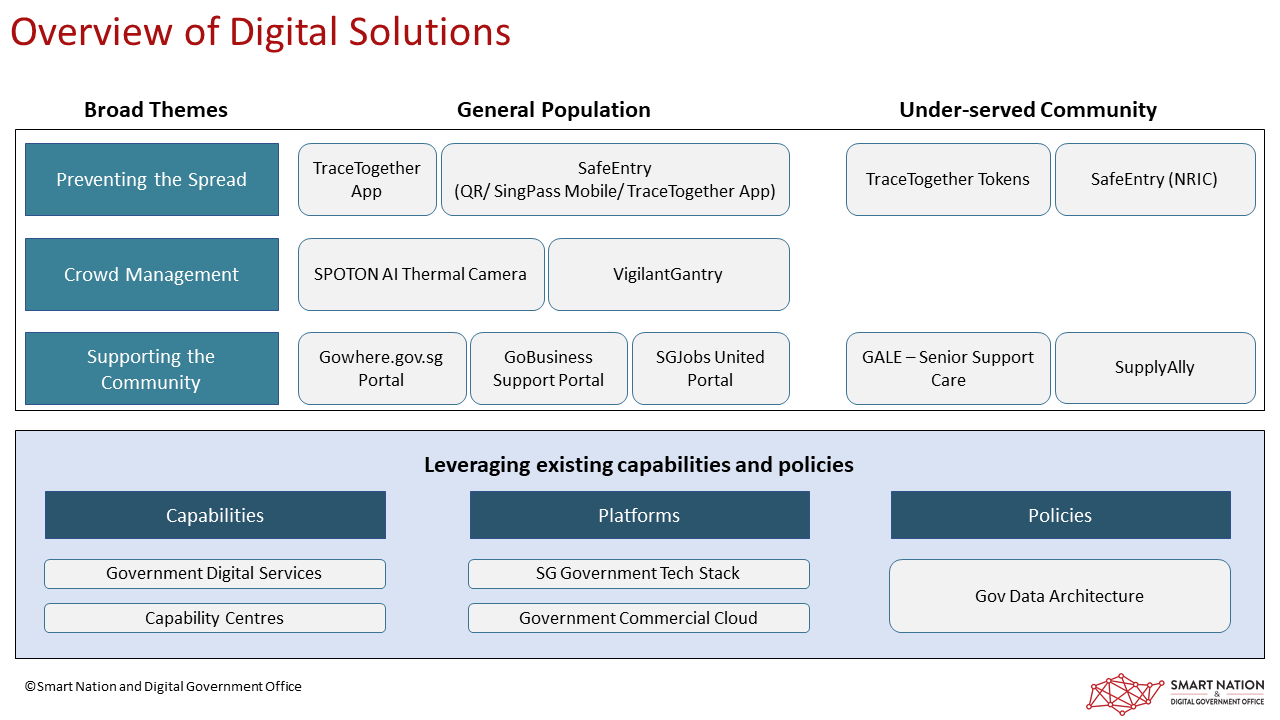 Overview of Digital Solutions
Broad Themes
General Population
Under-served Community
Preventing the Spread
TraceTogether
App
SafeEntry
(QR/ SingPass Mobile/ TraceTogether App)
TraceTogether Tokens
SafeEntry (NRIC)
Crowd Management
SPOTON AI Thermal Camera
VigilantGantry
Supporting the
Community
Gowhere.gov.sg
Portal
GoBusiness
Support Portal
SGJobs United
Portal
GALE – Senior Support
Care
SupplyAlly
Leveraging existing capabilities and policies
Capabilities
Platforms
Policies
Government Digital Services
SG Government Tech Stack
Gov Data Architecture
Capability Centres
Government Commercial Cloud
©Smart Nation and Digital Government Office
SMART NATION
&
DIGITAL GOVERNMENT OFFICE